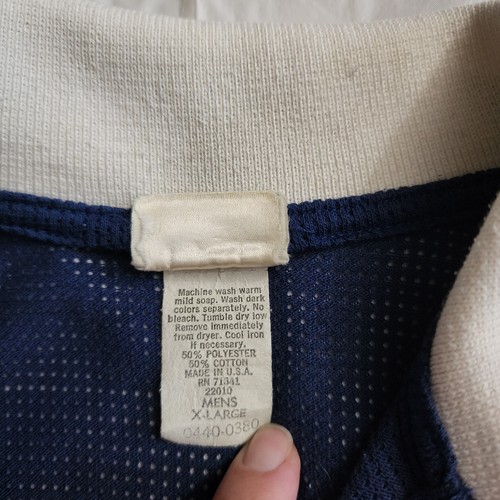 Machine wash warm
mild soap. Wash dark
colors separately. No
bleach. Tumble dry low
Remove immediately
from dryer. Cool iron
if necessary.
50% POLYESTER
50% COTTON
MADE IN U.S.A.
RN 71341
22010
MENS
X-LARGE
0440-0380